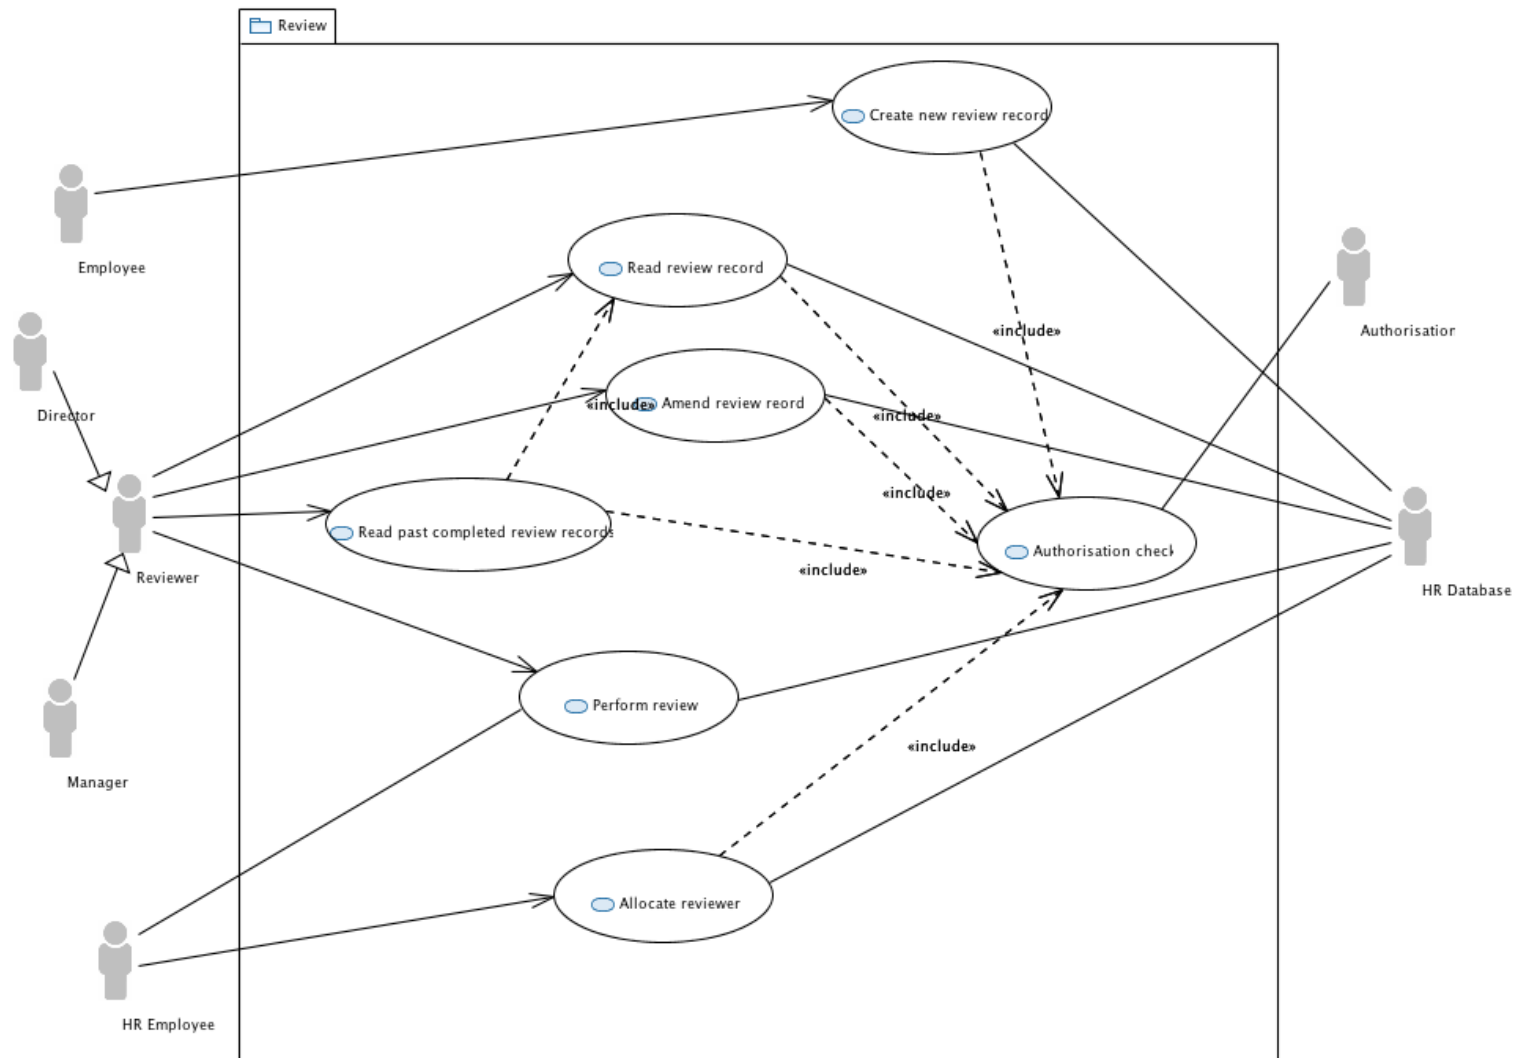 Review
Create new review record
Employee
Read review record
«include»
Authorisation
Director
«include»
Amend review reord
«include»
«include»
Read past completed review records
Authorisation check
«include»
Reviewer
HR Database
Perform review
«include»
Manager
Allocate reviewer
HR Employee